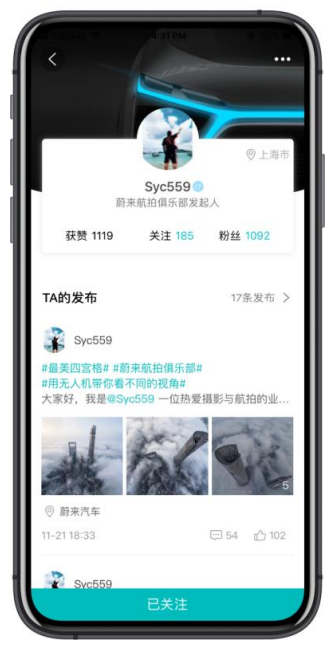 4:31 PM
上海市
Syc559
蔚来航拍俱乐部发起人
获赞 1119 关注 185 粉丝 1092
TA的发布 17条发布
Syc559
#最美四宫格# #蔚来航拍俱乐部#
#用无人机带你看不同的视角#
大家好，我是@Syc559 一位热爱摄影与航拍的业...
5
蔚来汽车
11-21 18:33 54 102
Syc559
已关注